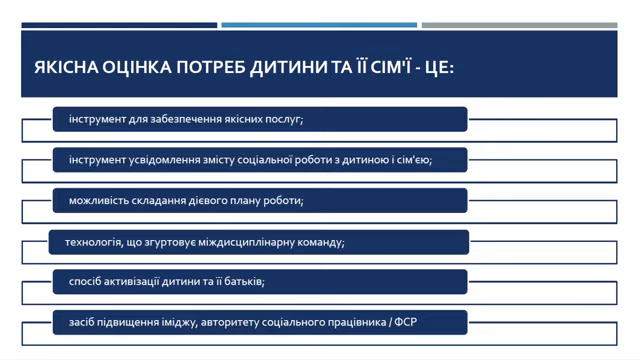 ЯКІСНА ОЦІНКА ПОТРЕБ ДИТИНИ ТА ЇЇ СІМ'Ї - ЦЕ:
інструмент для забезпечення якісних послуг;
інструмент усвідомлення змісту соціальної роботи з дитиною і сім'єю;
можливість складання дієвого плану роботи;
технологія, що згуртовує міждисциплінарну команду;
спосіб активізації дитини та її батьків;
засіб підвищення іміджу, авторитету соціального працівника / ФСР